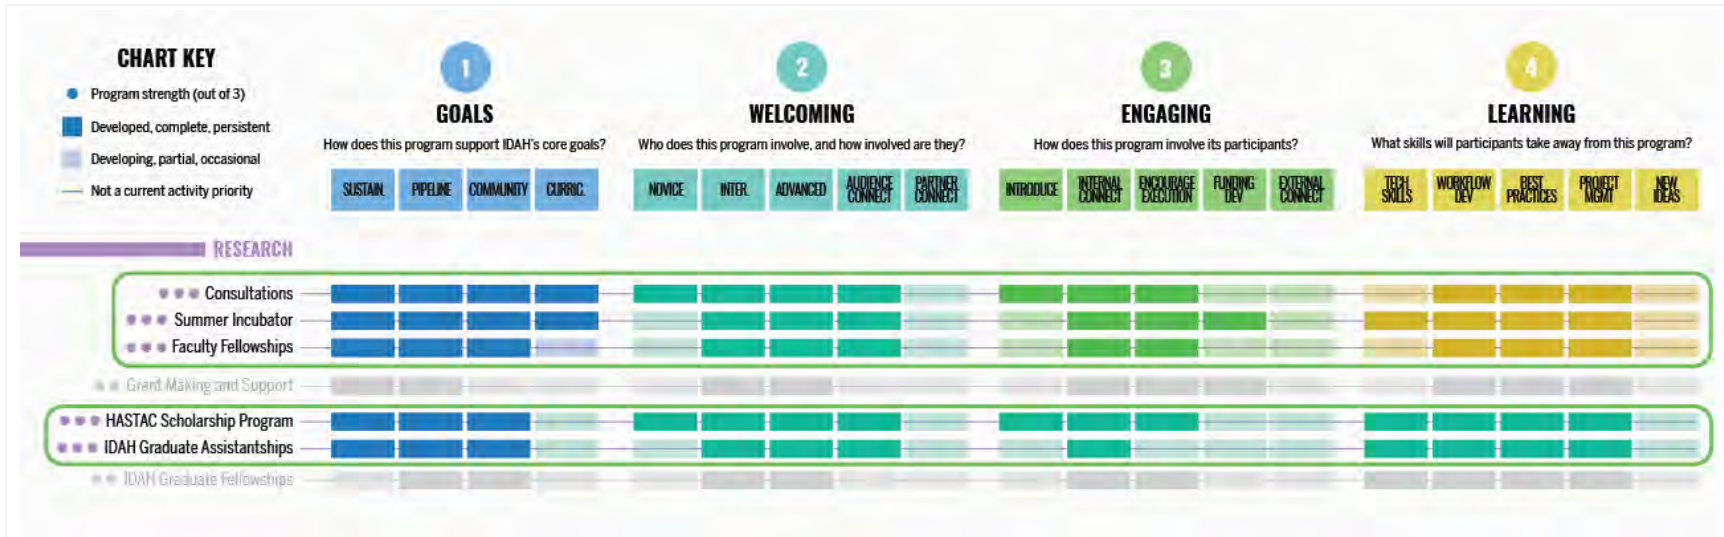 CHART KEY
Program strength (out of 3)
Developed, complete, persistent
Developing, partial, occasional
Not a current activity priority
1
GOALS
How does this program support IDAH's core goals?
SUSTAIN. PIPELINE COMMUNITY CURRIC.
2
WELCOMING
Who does this program involve, and how involved are they?
NOVICE INTER. ADVANCED AUDIENCE CONNECT PARTNER CONNECT
3
ENGAGING
How does this program involve its participants?
INTRODUCE INTERNAL CONNECT ENCOURAGE EXECUTION FUNDING DEV EXTERNAL CONNECT
4
LEARNING
What skills will participants take away from this program?
TECH SKILLS WORKFLOW DEV BEST PRACTICES PROJECT MGMT NEW IDEAS
RESEARCH
Consultations
Summer Incubator
Faculty Fellowships
Grant Making and Support
HASTAC Scholarship Program
IDAH Graduate Assistantships
IDAH Graduate Fellowships